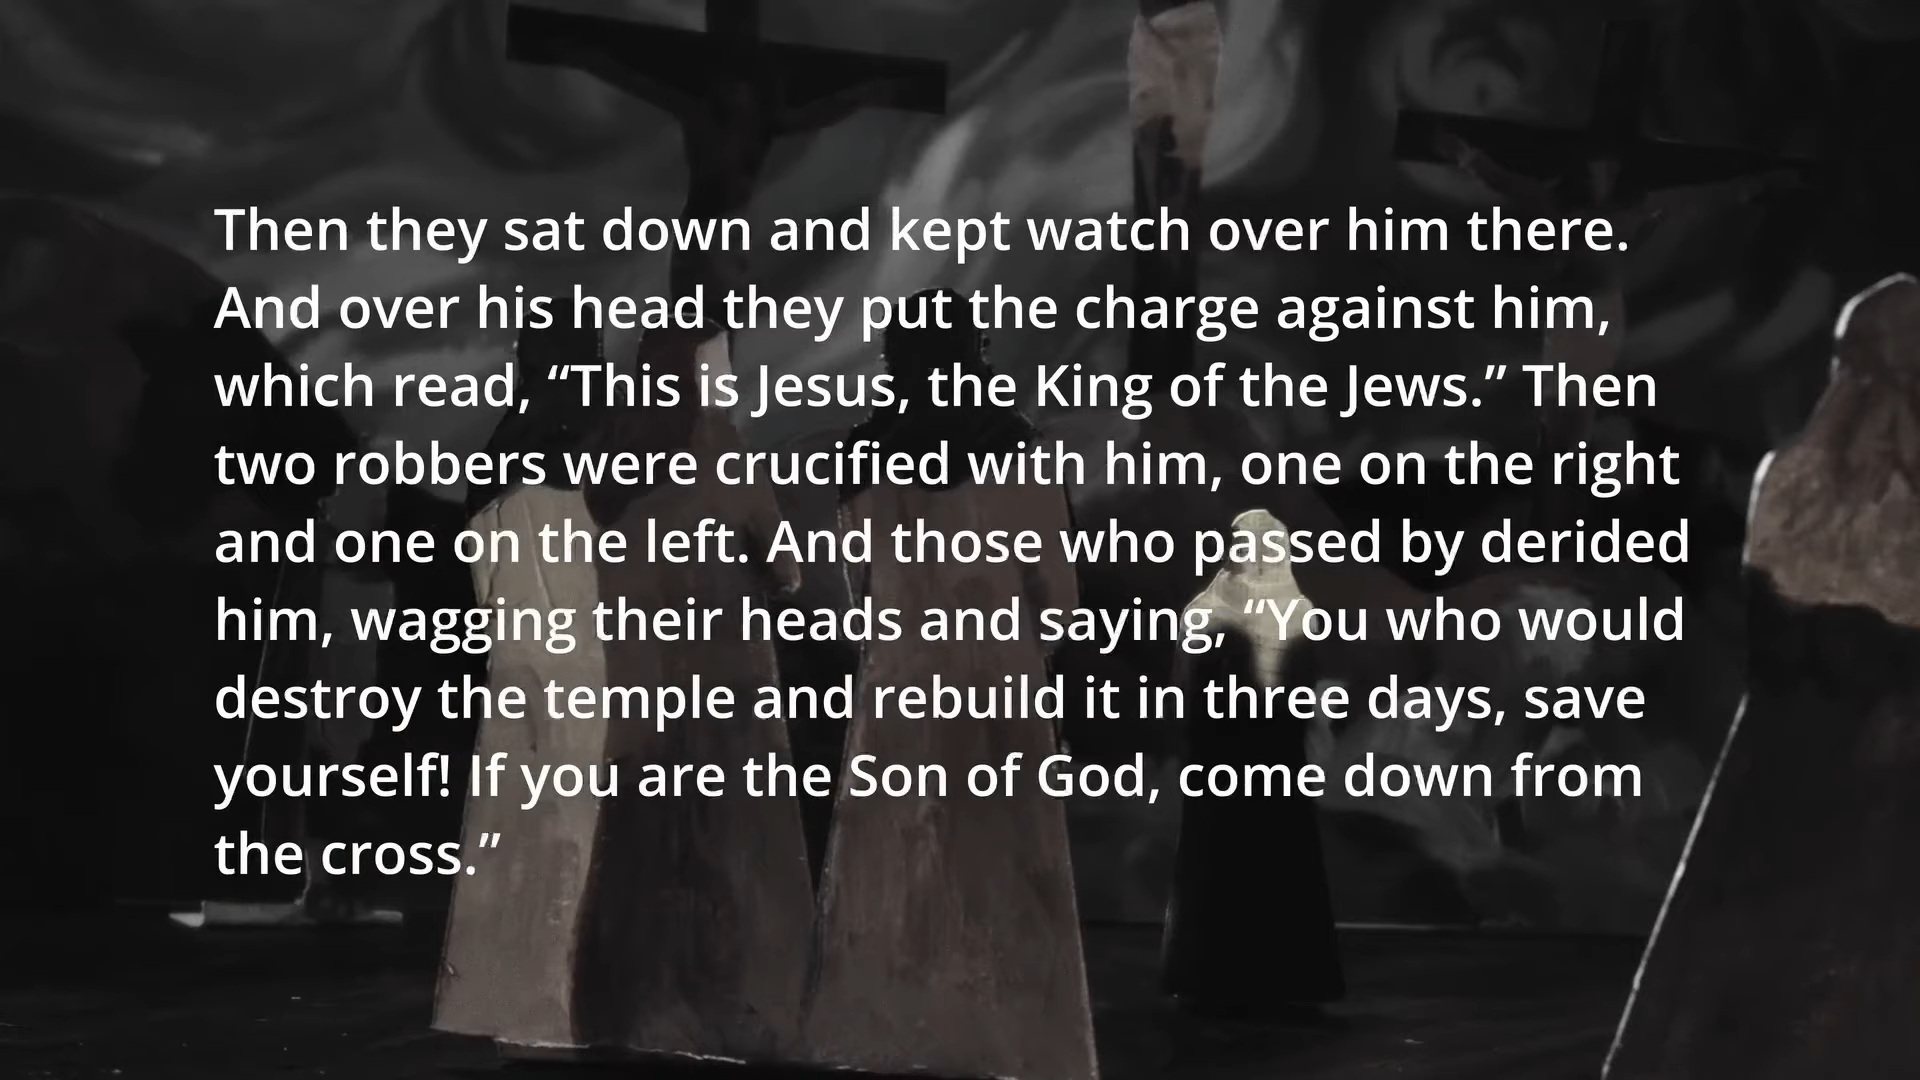 Then they sat down and kept watch over him there.
And over his head they put the charge against him,
which read, “This is Jesus, the King of the Jews.” Then
two robbers were crucified with him, one on the right
and one on the left. And those who passed by derided
him, wagging their heads and saying, “You who would
destroy the temple and rebuild it in three days, save
yourself! If you are the Son of God, come down from
the cross.”